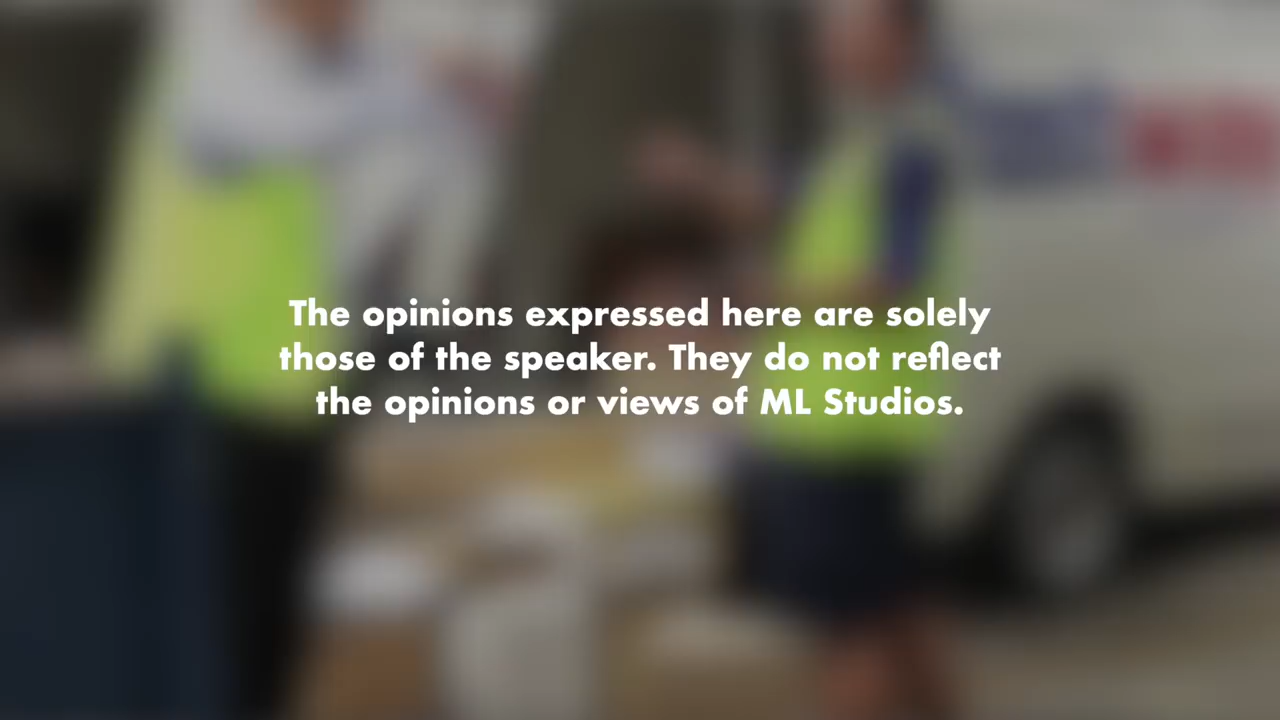 The opinions expressed here are solely
those of the speaker. They do not reflect
the opinions or views of ML Studios.